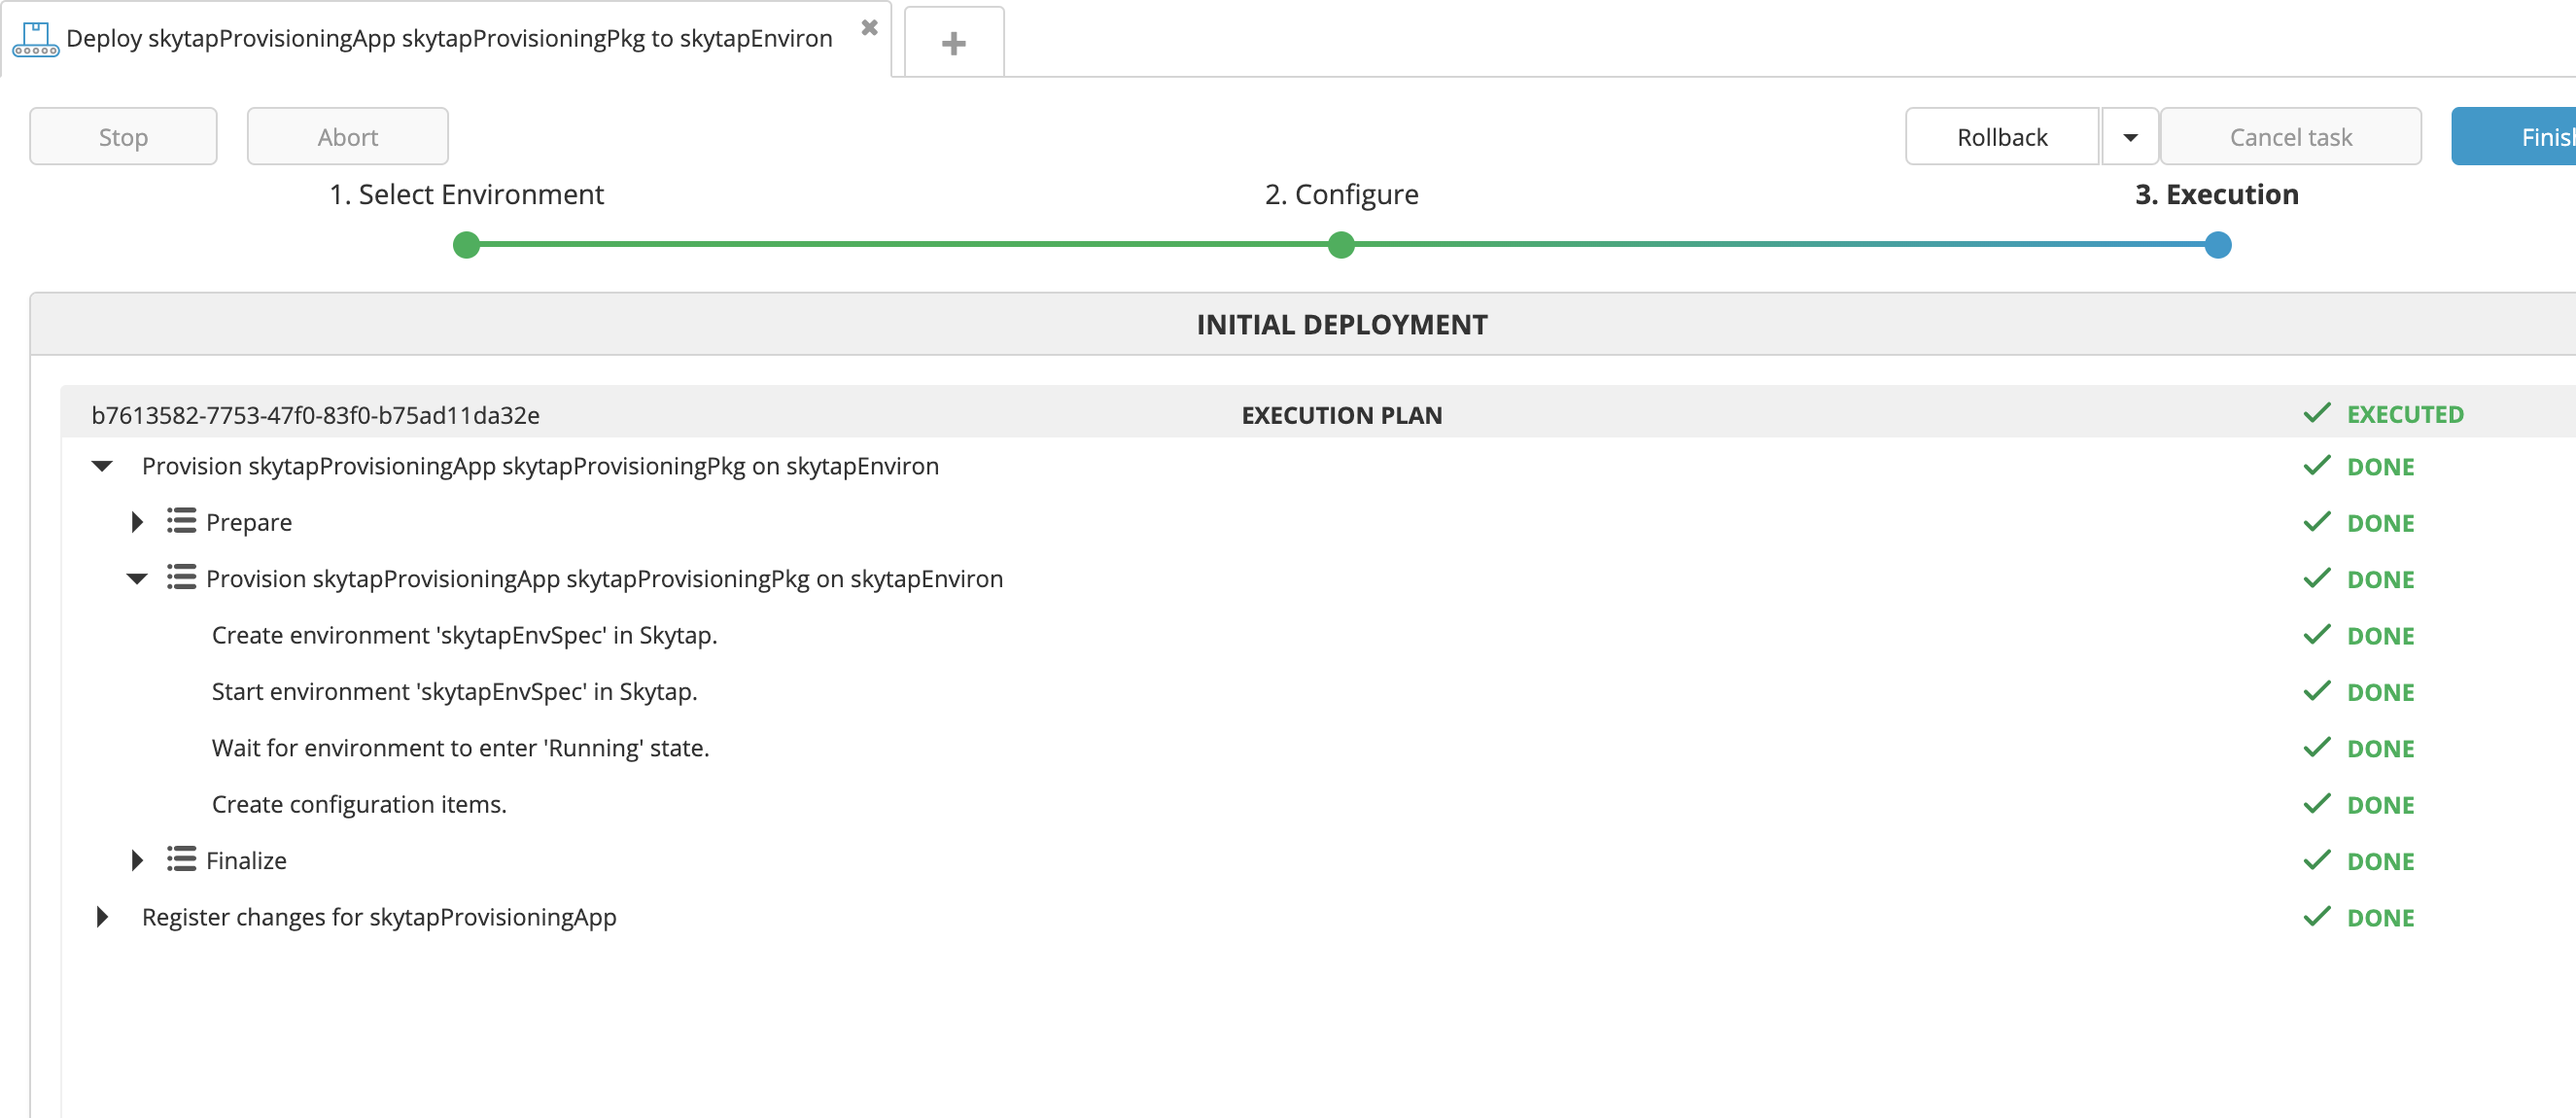 Deploy skytapProvisioningApp skytapProvisioningPkg to skytapEnviron
Stop
Abort
Rollback
Cancel task
1. Select Environment
2. Configure
3. Execution
INITIAL DEPLOYMENT
b7613582-7753-47f0-83f0-b75ad11da32e
EXECUTION PLAN
EXECUTED
Provision skytapProvisioningApp skytapProvisioningPkg on skytapEnviron
DONE
Prepare
DONE
Provision skytapProvisioningApp skytapProvisioningPkg on skytapEnviron
DONE
Create environment 'skytapEnvSpec' in Skytap.
DONE
Start environment 'skytapEnvSpec' in Skytap.
DONE
Wait for environment to enter 'Running' state.
DONE
Create configuration items.
DONE
Finalize
DONE
Register changes for skytapProvisioningApp
DONE